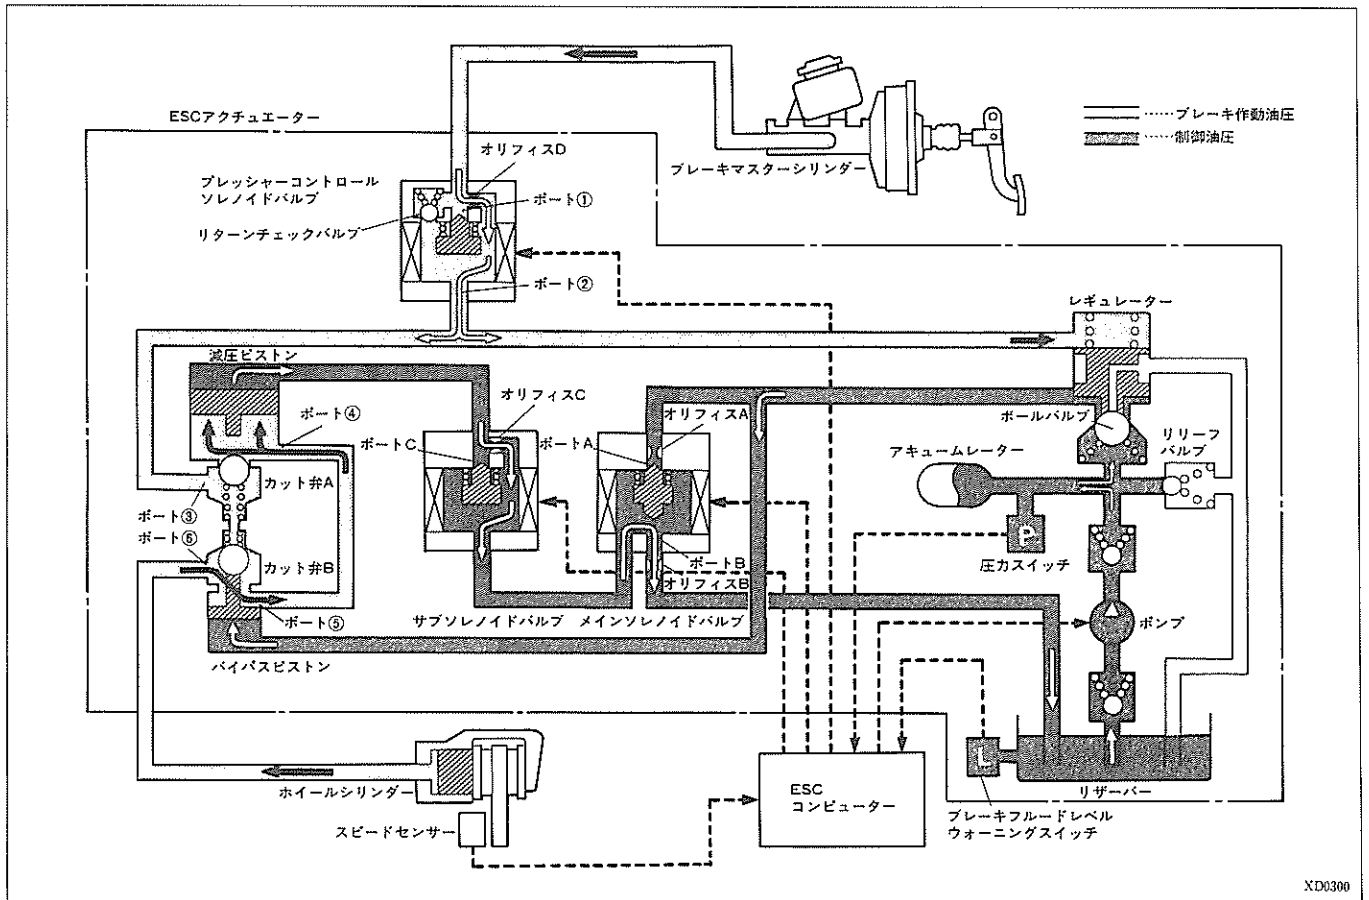 ESCアクチュエーター
オリフィスD
プレッシャーコントロール
ソレノイドバルブ
ポート①
リターンチェックバルブ
ポート②
ブレーキマスターシリンダー
……ブレーキ作動油圧
……制御油圧
レギュレーター
減圧ピストン
オリフィスC
オリフィスA
ポート④
ポートC
ポートA
ボールバルブ
アキュームレーター
リリーフ
バルブ
カット弁A
ポート③
ポート⑥
カット弁B
P
圧力スイッチ
ポートB
オリフィスB
ポート⑤
サブソレノイドバルブ
メインソレノイドバルブ
ポンプ
バイパスピストン
L
ホイールシリンダー
ESC
コンピューター
リザーバー
スピードセンサー
ブレーキフルードレベル
ウォーニングスイッチ
XD0300